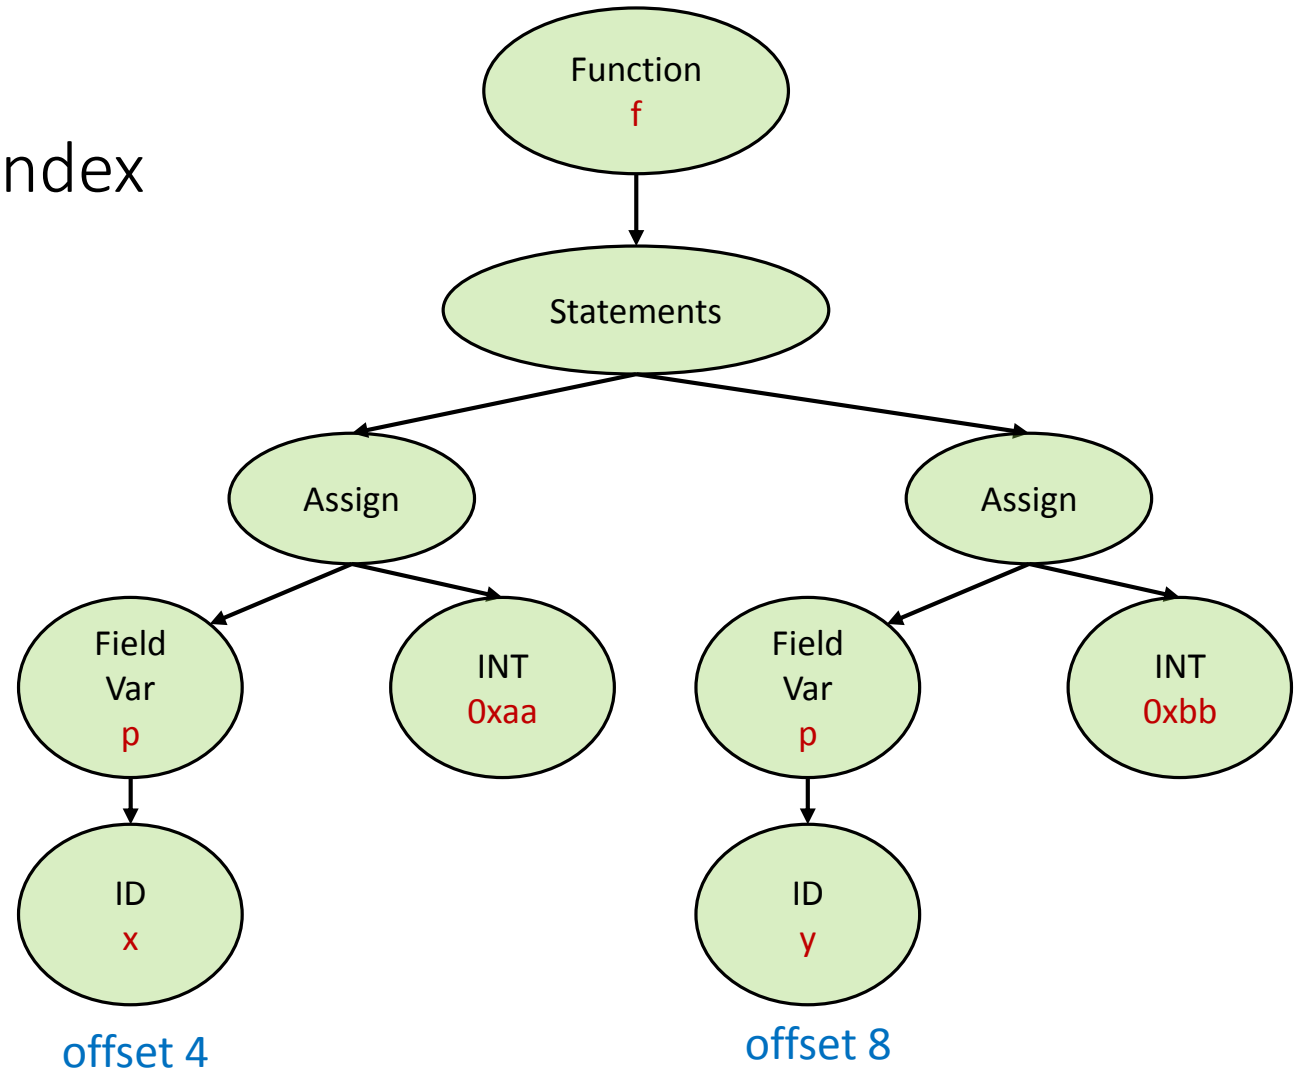 Function
f
ndex
Statements
Assign
Assign
Field
Var
p
INT
0xaa
Field
Var
p
INT
0xbb
ID
x
ID
y
offset 4
offset 8